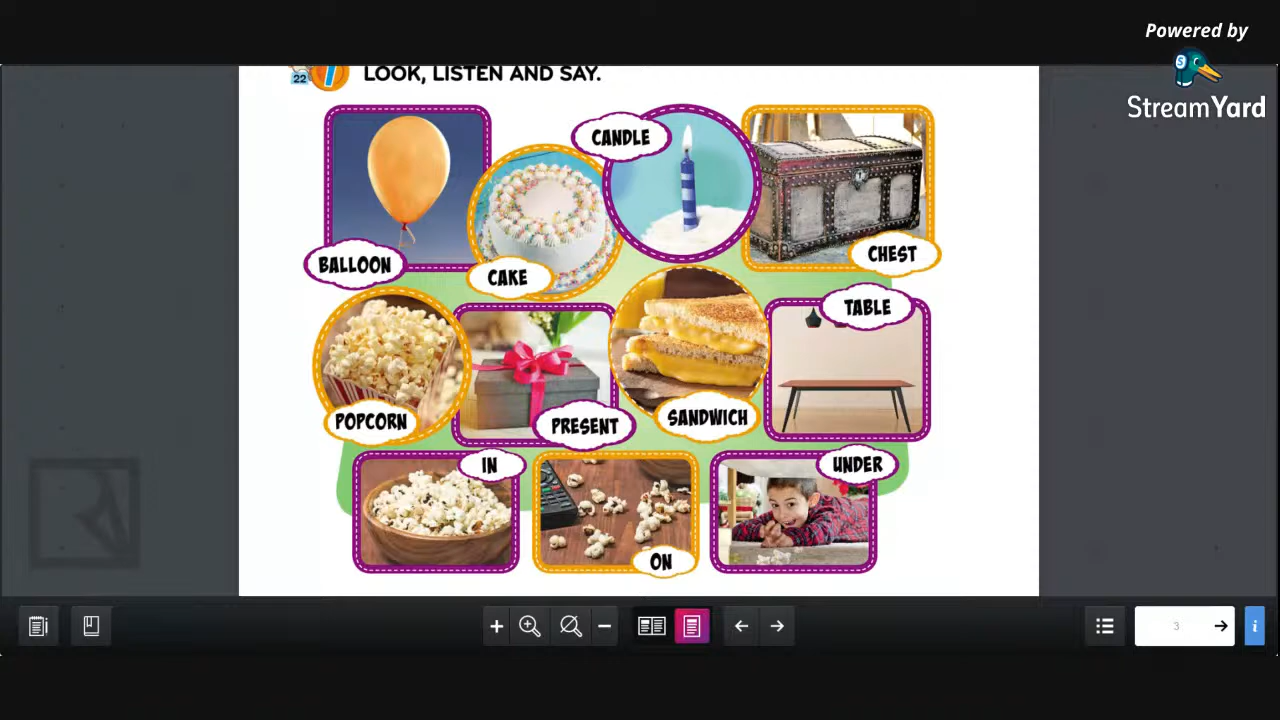 Powered by
StreamYard
22 1 LOOK, LISTEN AND SAY.
CANDLE
BALLOON
CAKE
CHEST
TABLE
POPCORN
PRESENT
SANDWICH
IN
UNDER
ON
3
i